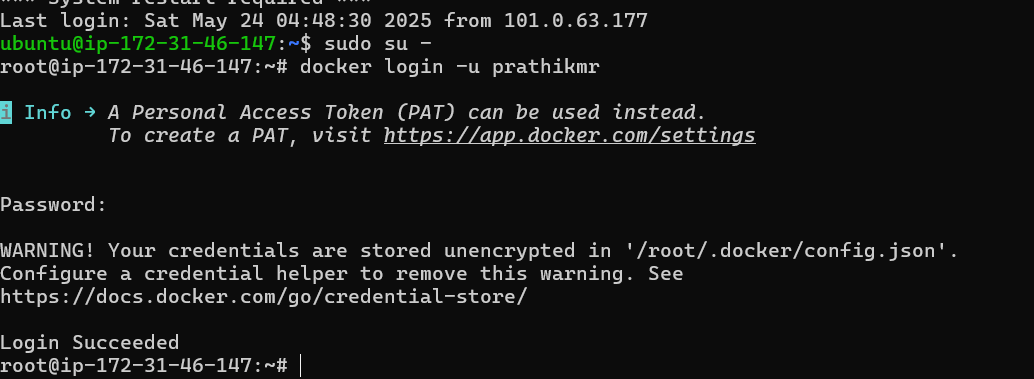 *** System restart required ***
Last login: Sat May 24 04:48:30 2025 from 101.0.63.177
ubuntu@ip-172-31-46-147:~$ sudo su -
root@ip-172-31-46-147:~# docker login -u prathikmr
i Info → A Personal Access Token (PAT) can be used instead.
To create a PAT, visit https://app.docker.com/settings
Password:
WARNING! Your credentials are stored unencrypted in '/root/.docker/config.json'.
Configure a credential helper to remove this warning. See
https://docs.docker.com/go/credential-store/
Login Succeeded
root@ip-172-31-46-147:~#